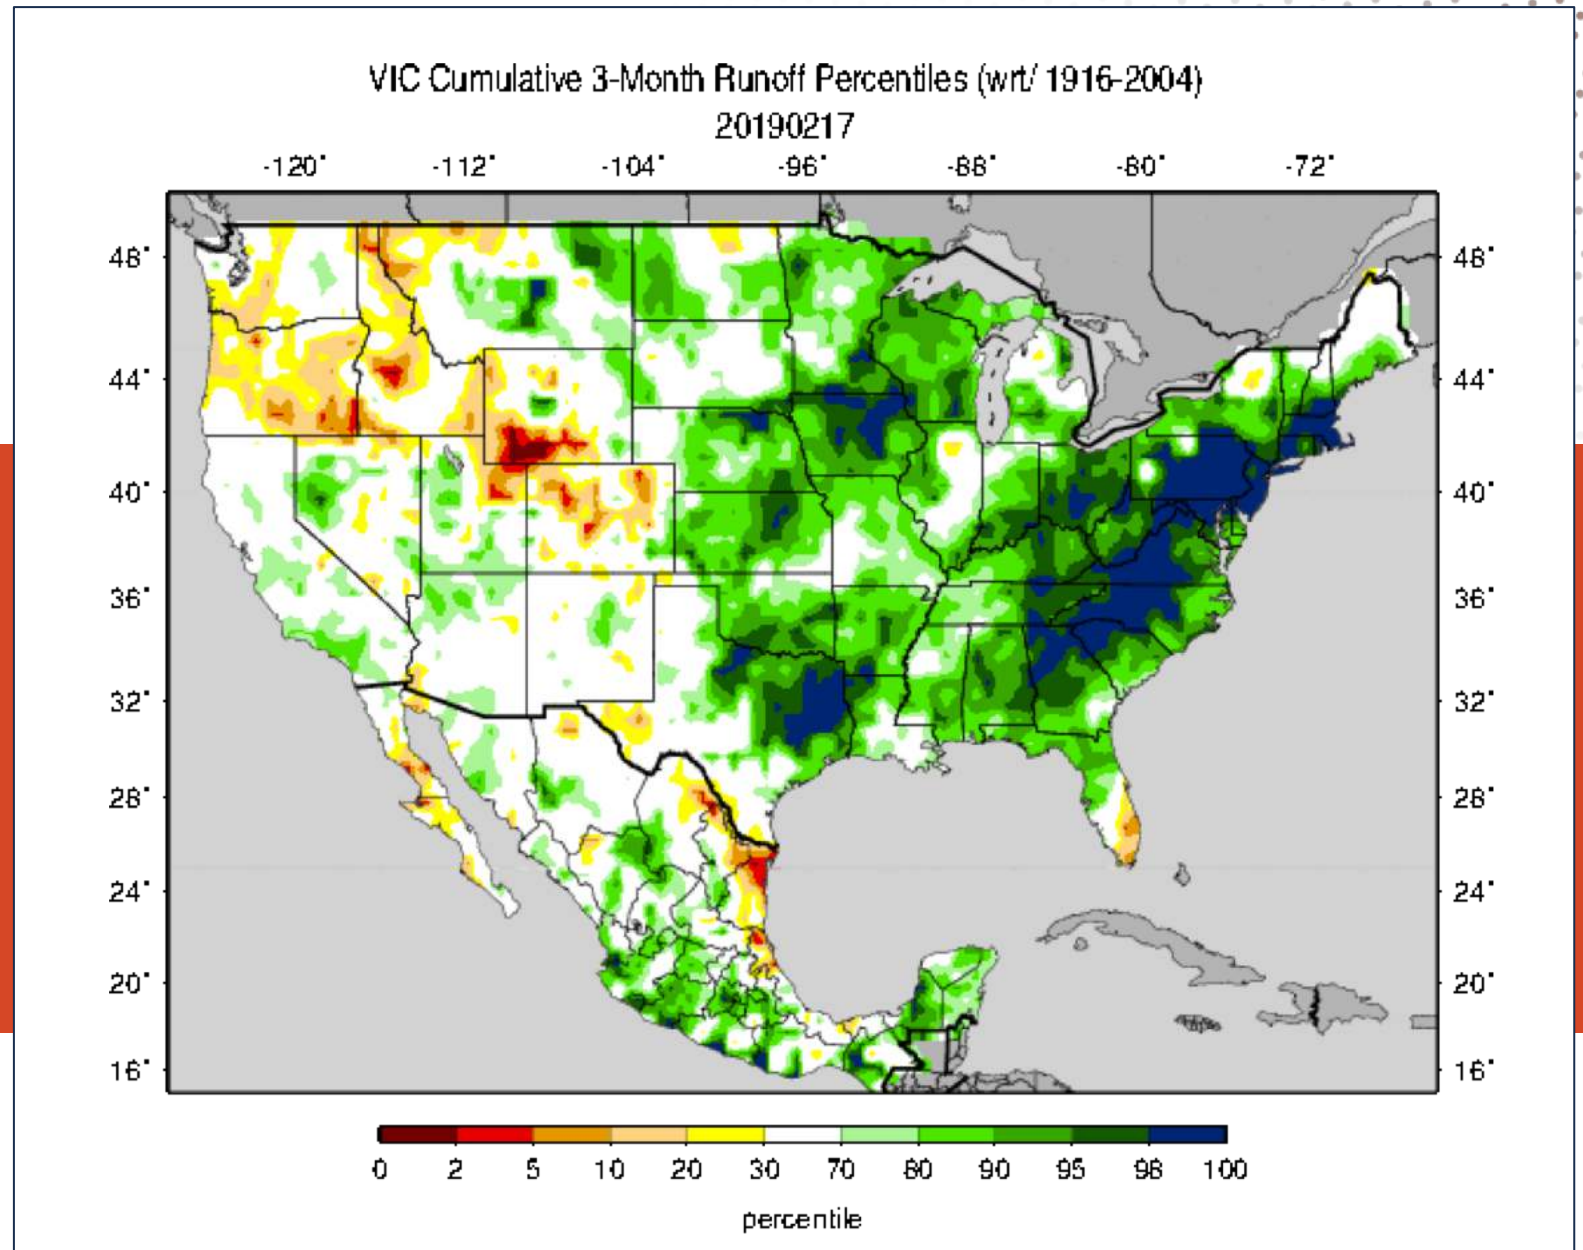 VIC Cumulative 3-Month Runoff Percentiles (wrt/ 1916-2004)
20190217
-120° -112° -104° -96° -88° -80° -72°
48° 48°
44° 44°
40° 40°
36° 36°
32° 32°
28° 28°
24° 24°
20° 20°
16° 16°
0 2 5 10 20 30 70 80 90 95 98 100
percentile